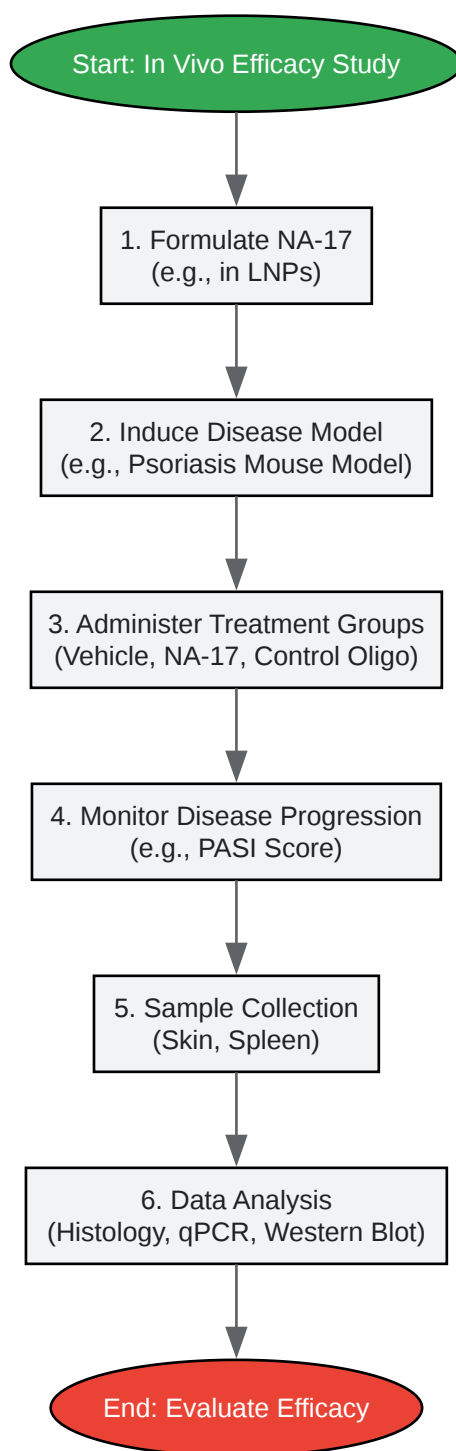 Start: In Vivo Efficacy Study
1. Formulate NA-17
(e.g., in LNPs)
2. Induce Disease Model
(e.g., Psoriasis Mouse Model)
3. Administer Treatment Groups
(Vehicle, NA-17, Control Oligo)
4. Monitor Disease Progression
(e.g., PASI Score)
5. Sample Collection
(Skin, Spleen)
6. Data Analysis
(Histology, qPCR, Western Blot)
End: Evaluate Efficacy